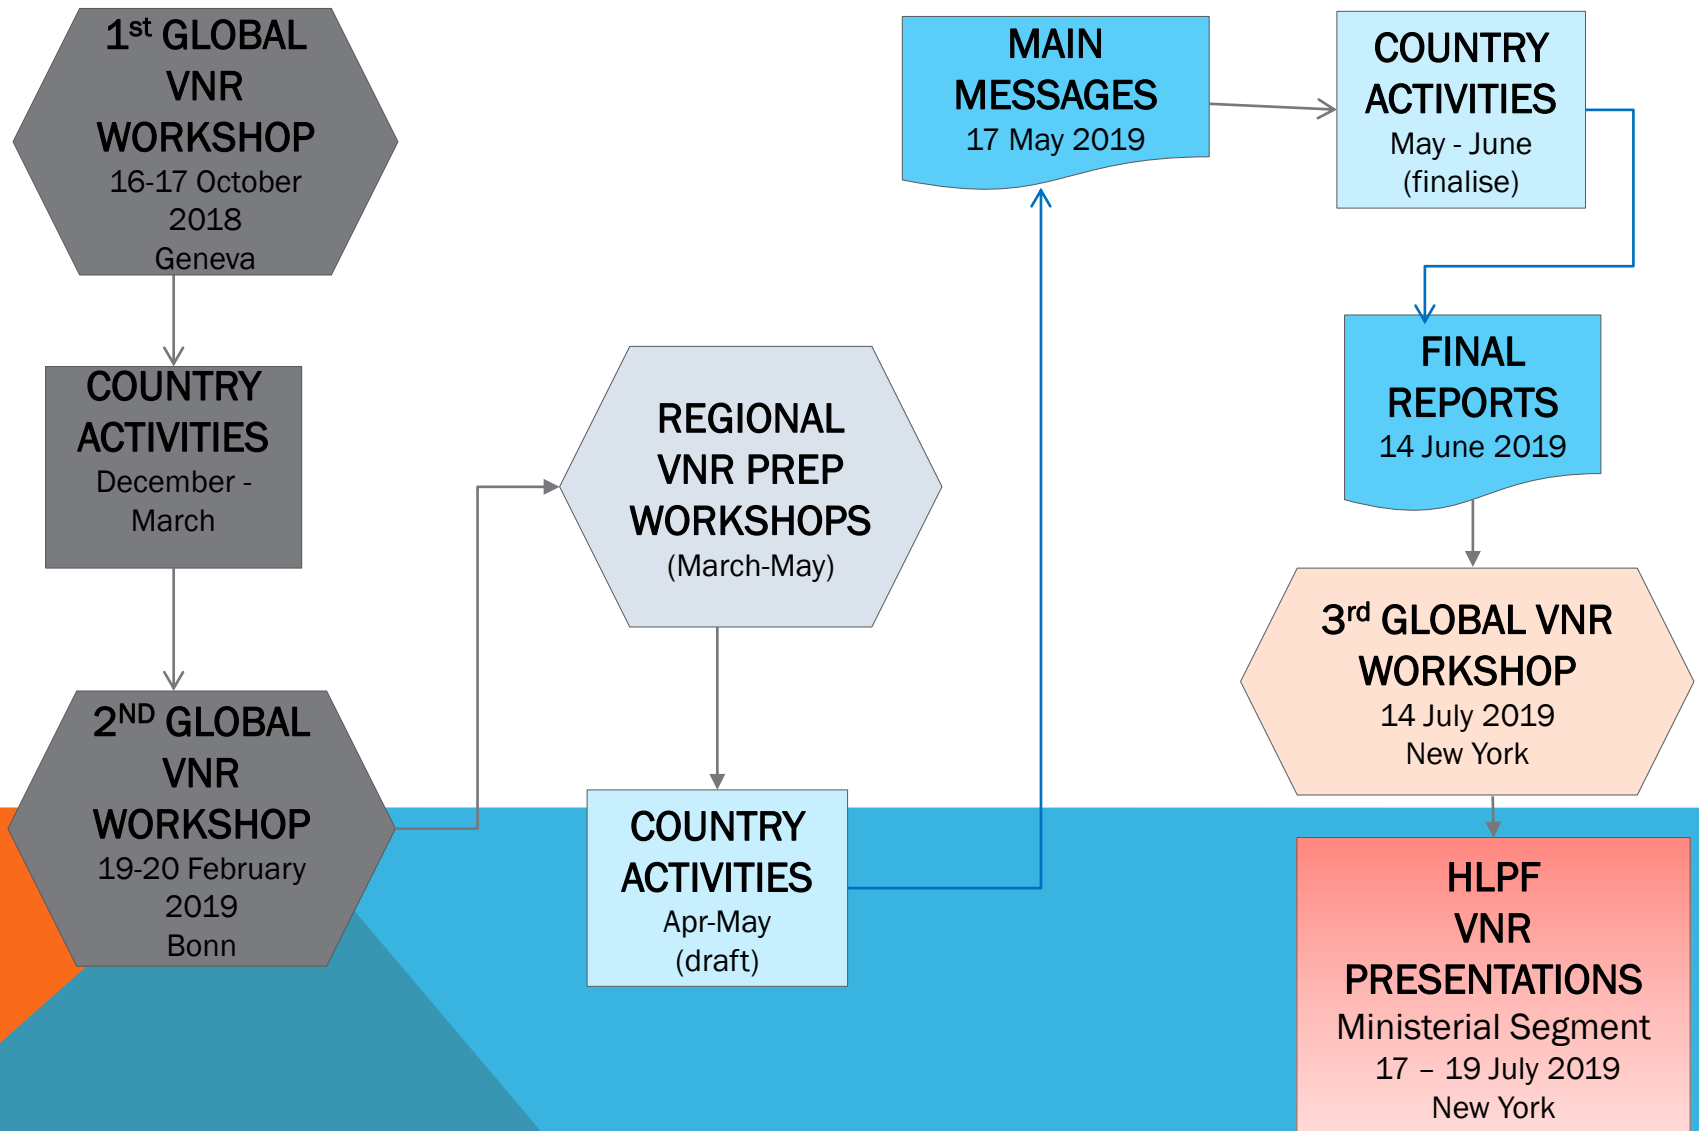 1st GLOBAL
VNR
WORKSHOP
16-17 October
2018
Geneva
COUNTRY
ACTIVITIES
December -
March
2ND GLOBAL
VNR
WORKSHOP
19-20 February
2019
Bonn
REGIONAL
VNR PREP
WORKSHOPS
(March-May)
COUNTRY
ACTIVITIES
Apr-May
(draft)
MAIN
MESSAGES
17 May 2019
COUNTRY
ACTIVITIES
May - June
(finalise)
FINAL
REPORTS
14 June 2019
3rd GLOBAL VNR
WORKSHOP
14 July 2019
New York
HLPF
VNR
PRESENTATIONS
Ministerial Segment
17 – 19 July 2019
New York